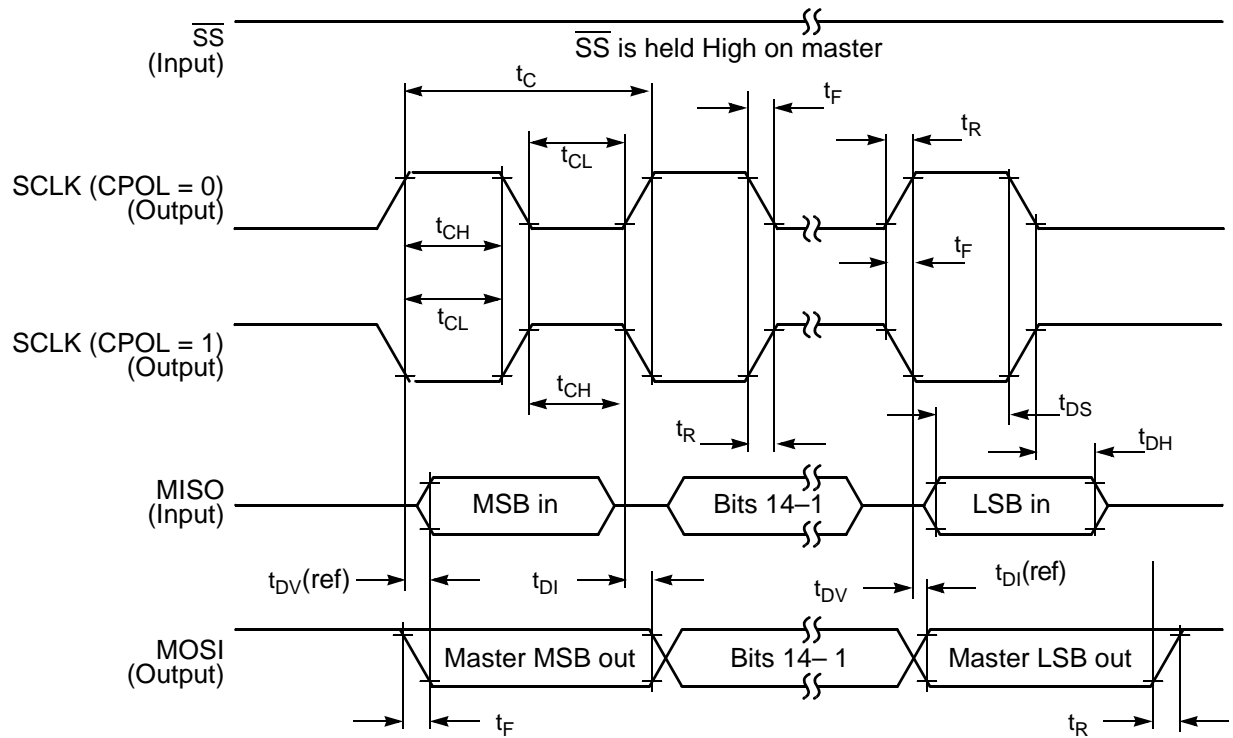 SS
(Input)
SS is held High on master
tC
tF
tR
tCL
SCLK (CPOL = 0)
(Output)
tCH
tF
tCL
SCLK (CPOL = 1)
(Output)
tCH
tDS
tR
tDH
MISO
(Input)
MSB in
Bits 14–1
LSB in
tDV(ref)
tDI
tDV
tDI(ref)
MOSI
(Output)
Master MSB out
Bits 14– 1
Master LSB out
tF
tR